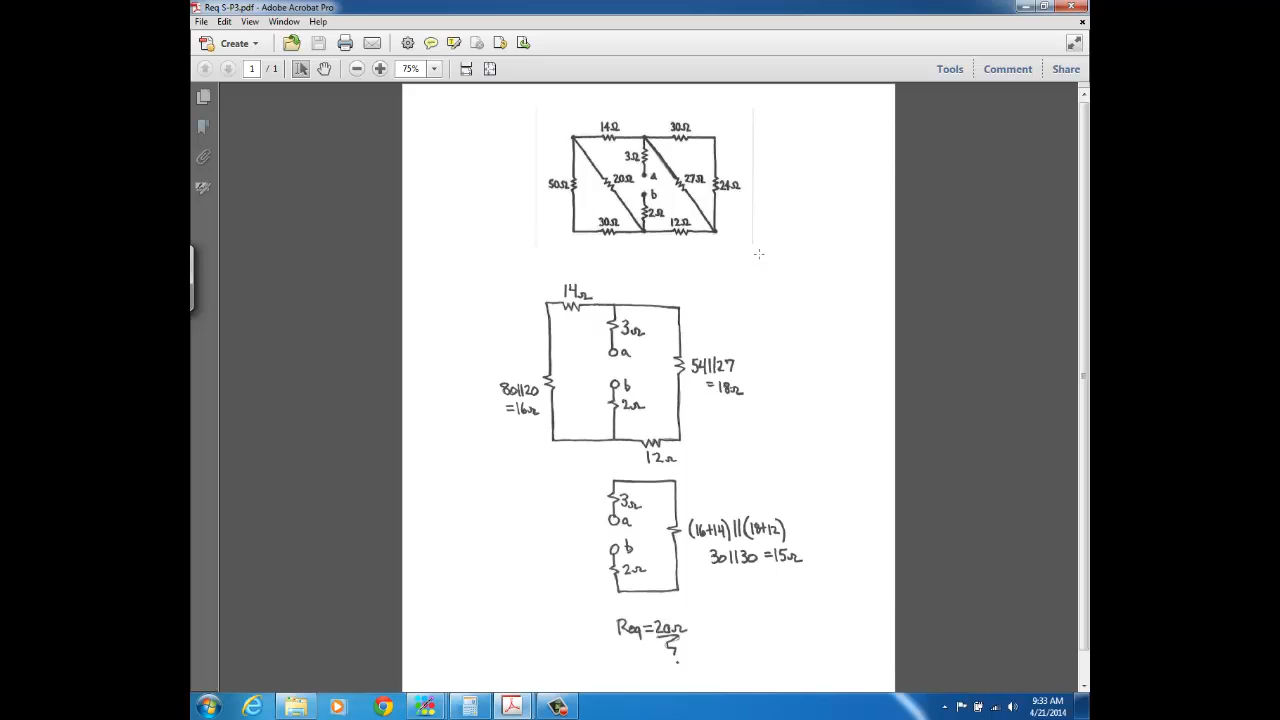 Req S-P3.pdf - Adobe Acrobat Pro
File Edit View Window Help
Create
1 / 1 75% Tools Comment Share
14Ω 30Ω
3Ω
a
50Ω 20Ω 27Ω 24Ω
b
2Ω
30Ω 12Ω
14Ω
3Ω
a
54||27
=18Ω
b
80||20
=16Ω
2Ω
12Ω
3Ω
a
(16+14)||(18+12)
b
30||30 =15Ω
2Ω
Req=20Ω
9:33 AM
4/21/2014